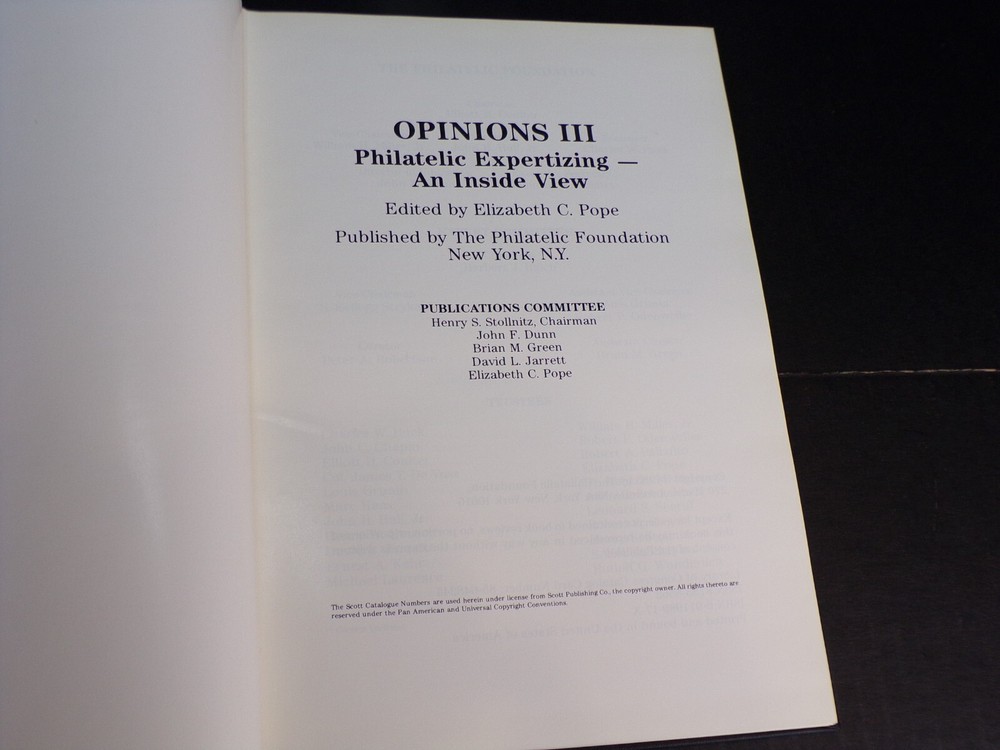 OPINIONS III
Philatelic Expertizing —
An Inside View
Edited by Elizabeth C. Pope
Published by The Philatelic Foundation
New York, N.Y.
PUBLICATIONS COMMITTEE
Henry S. Stollnitz, Chairman
John F. Dunn
Brian M. Green
David L. Jarrett
Elizabeth C. Pope
The Scott Catalogue Numbers are used herein under license from Scott Publishing Co., the copyright owner. All rights thereto are
reserved under the Pan American and Universal Copyright Conventions.